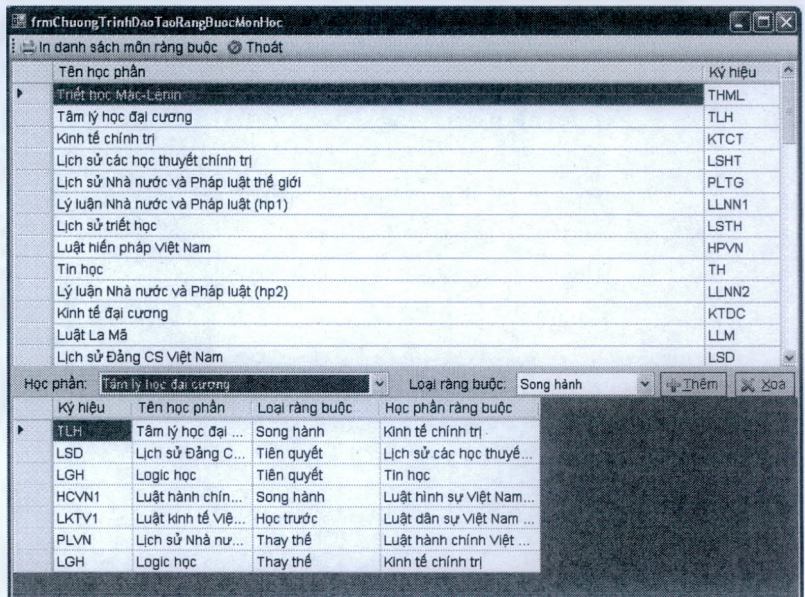 frmChuongTrinhDaoTaoRangBuocMonHoc
In danh sách môn ràng buộc Thoát
Tên học phần Ký hiệu
Triết học Mác-Lênin THML
Tâm lý học đại cương TLH
Kinh tế chính trị KTCT
Lịch sử các học thuyết chính trị LSHT
Lịch sử Nhà nước và Pháp luật thế giới PLTG
Lý luận Nhà nước và Pháp luật (hp1) LLNN1
Lịch sử triết học LSTH
Luật hiến pháp Việt Nam HPVN
Tin học TH
Lý luận Nhà nước và Pháp luật (hp2) LLNN2
Kinh tế đại cương KTDC
Luật La Mã LLM
Lịch sử Đảng CS Việt Nam LSD
Học phần: Tâm lý học đại cương Loại ràng buộc: Song hành Thêm Xoa
Ký hiệu Tên học phần Loại ràng buộc Học phần ràng buộc
TLH Tâm lý học đại ... Song hành Kinh tế chính trị
LSD Lịch sử Đảng C... Tiên quyết Lịch sử các học thuyế...
LGH Logic học Tiên quyết Tin học
HCVN1 Luật hành chín... Song hành Luật hình sự Việt Nam...
LKTV1 Luật kinh tế Việ... Học trước Luật dân sự Việt Nam ...
PLVN Lịch sử Nhà nư... Thay thế Luật hành chính Việt ...
LGH Logic học Thay thế Kinh tế chính trị